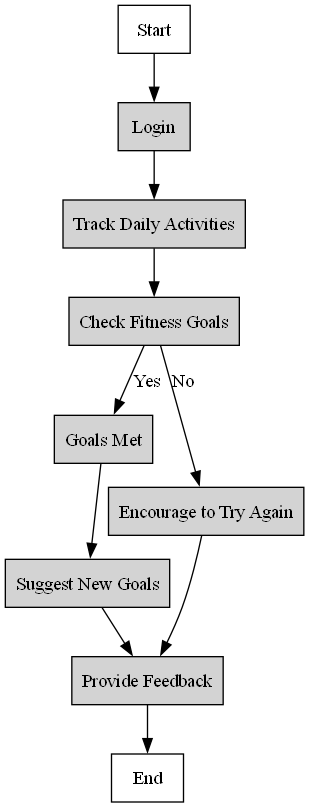 Start
Login
Track Daily Activities
Check Fitness Goals
Yes No
Goals Met
Encourage to Try Again
Suggest New Goals
Provide Feedback
End